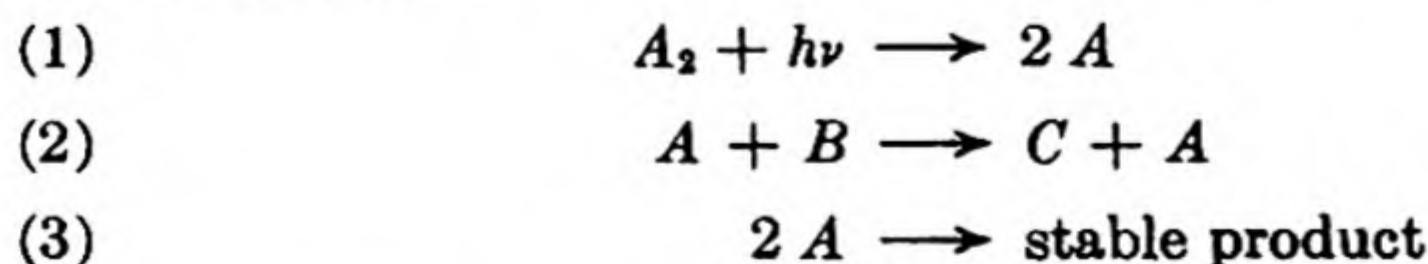 (1) A₂ + hν ⟶ 2 A
(2) A + B ⟶ C + A
(3) 2 A ⟶ stable product